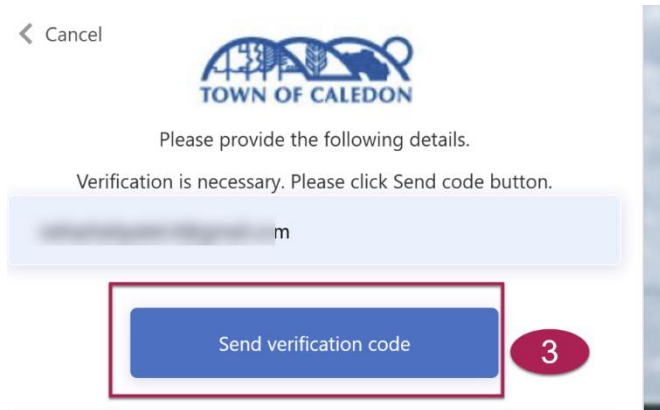 Cancel
TOWN OF CALEDON
Please provide the following details.
Verification is necessary. Please click Send code button.
m
Send verification code
3